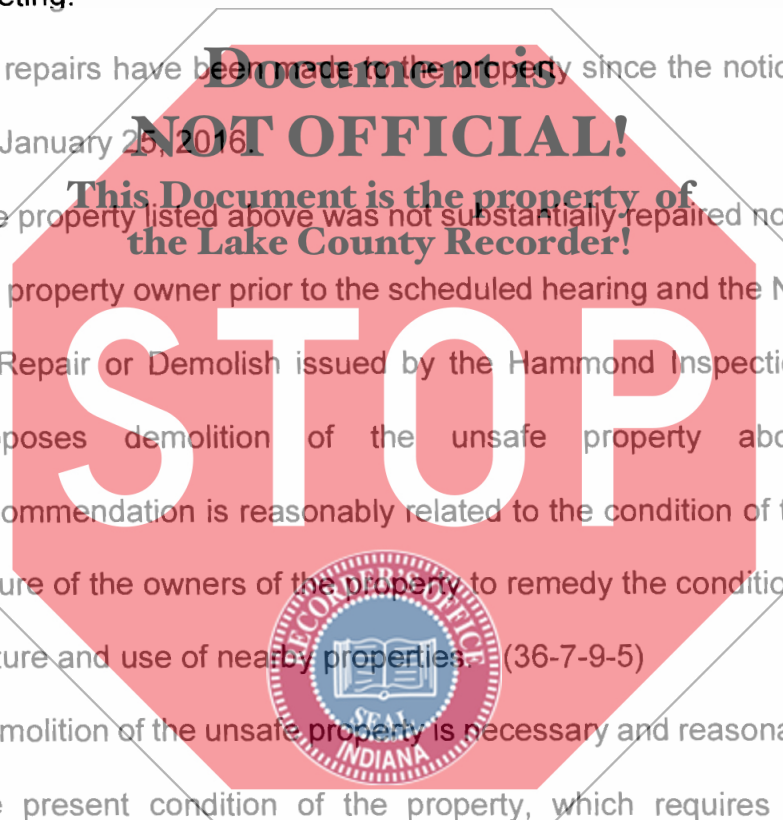 eting.
repairs have been made to the property since the notic
Document is
January 25, 2016.
NOT OFFICIAL!
This Document is the property of
e property listed above was not substantially repaired no
the Lake County Recorder!
property owner prior to the scheduled hearing and the N
STOP
Repair or Demolish issued by the Hammond Inspecti
poses demolition of the unsafe property abo
ommendation is reasonably related to the condition of t
ure of the owners of the property to remedy the conditio
RECORDER'S OFFICE
ture and use of nearby properties. (36-7-9-5)
SEAL
molition of the unsafe property is necessary and reasona
INDIANA
e present condition of the property, which requires